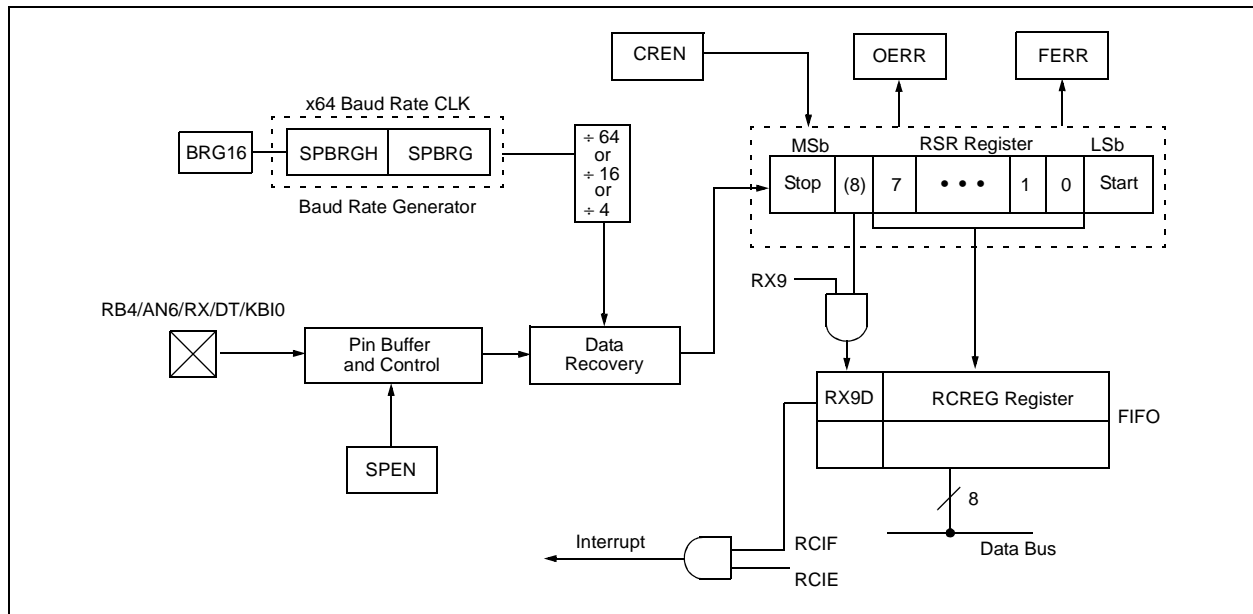 CREN
OERR
FERR
x64 Baud Rate CLK
BRG16
SPBRGH
SPBRG
Baud Rate Generator
÷ 64
or
÷ 16
or
÷ 4
MSb
RSR Register
LSb
Stop
(8)
7
• • •
1
0
Start
RX9
RB4/AN6/RX/DT/KBI0
Pin Buffer
and Control
Data
Recovery
SPEN
RX9D
RCREG Register
FIFO
8
Data Bus
Interrupt
RCIF
RCIE